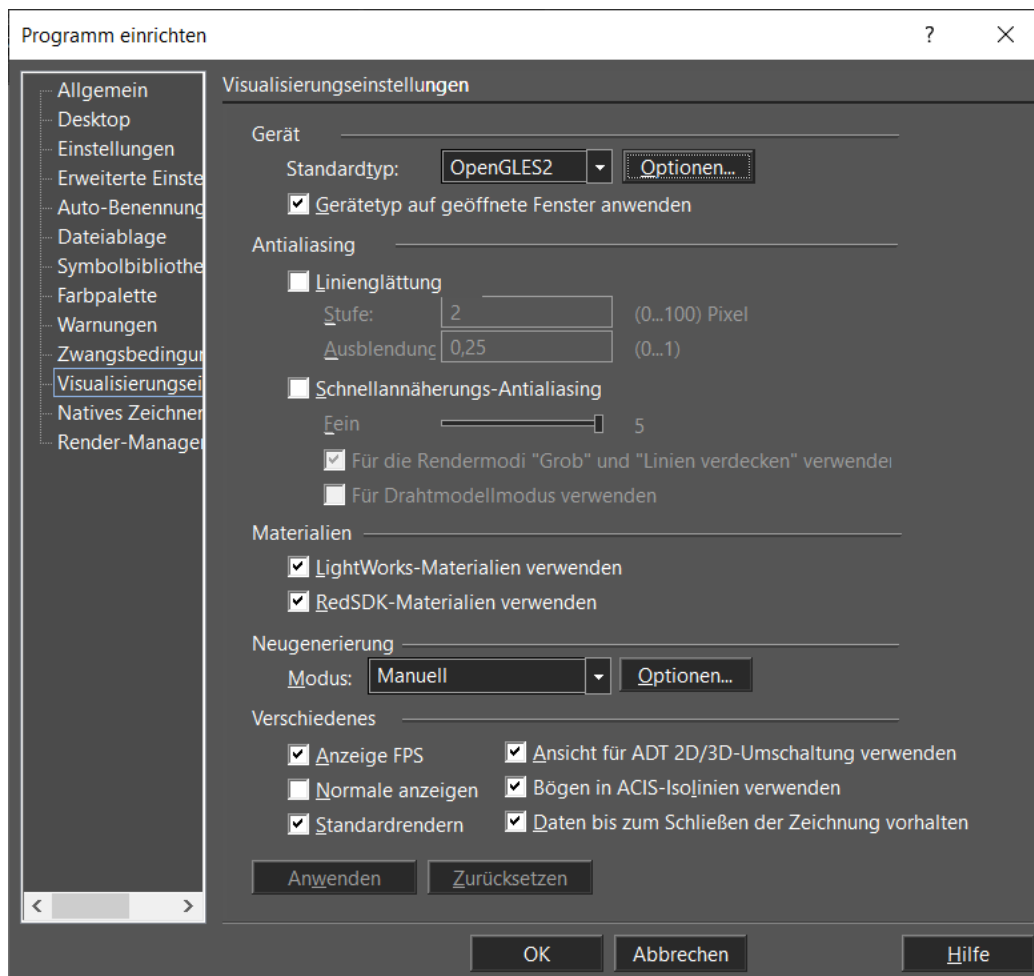 Programm einrichten
?
Allgemein
Desktop
Einstellungen
Erweiterte Einste
Auto-Benennung
Dateiablage
Symbolbibliothe
Farbpalette
Warnungen
Zwangsbedingun
Visualisierungsei
Natives Zeichner
Render-Manager
Visualisierungseinstellungen
Gerät
Standardtyp: OpenGLES2 Optionen...
Gerätetyp auf geöffnete Fenster anwenden
Antialiasing
Linienglättung
Stufe: 2 (0...100) Pixel
Ausblendung 0,25 (0...1)
Schnellannäherungs-Antialiasing
Fein 5
Für die Rendermodi "Grob" und "Linien verdecken" verwenden
Für Drahtmodellmodus verwenden
Materialien
LightWorks-Materialien verwenden
RedSDK-Materialien verwenden
Neugenerierung
Modus: Manuell Optionen...
Verschiedenes
Anzeige FPS Ansicht für ADT 2D/3D-Umschaltung verwenden
Normale anzeigen Bögen in ACIS-Isolinien verwenden
Standardrendern Daten bis zum Schließen der Zeichnung vorhalten
Anwenden Zurücksetzen
OK Abbrechen Hilfe